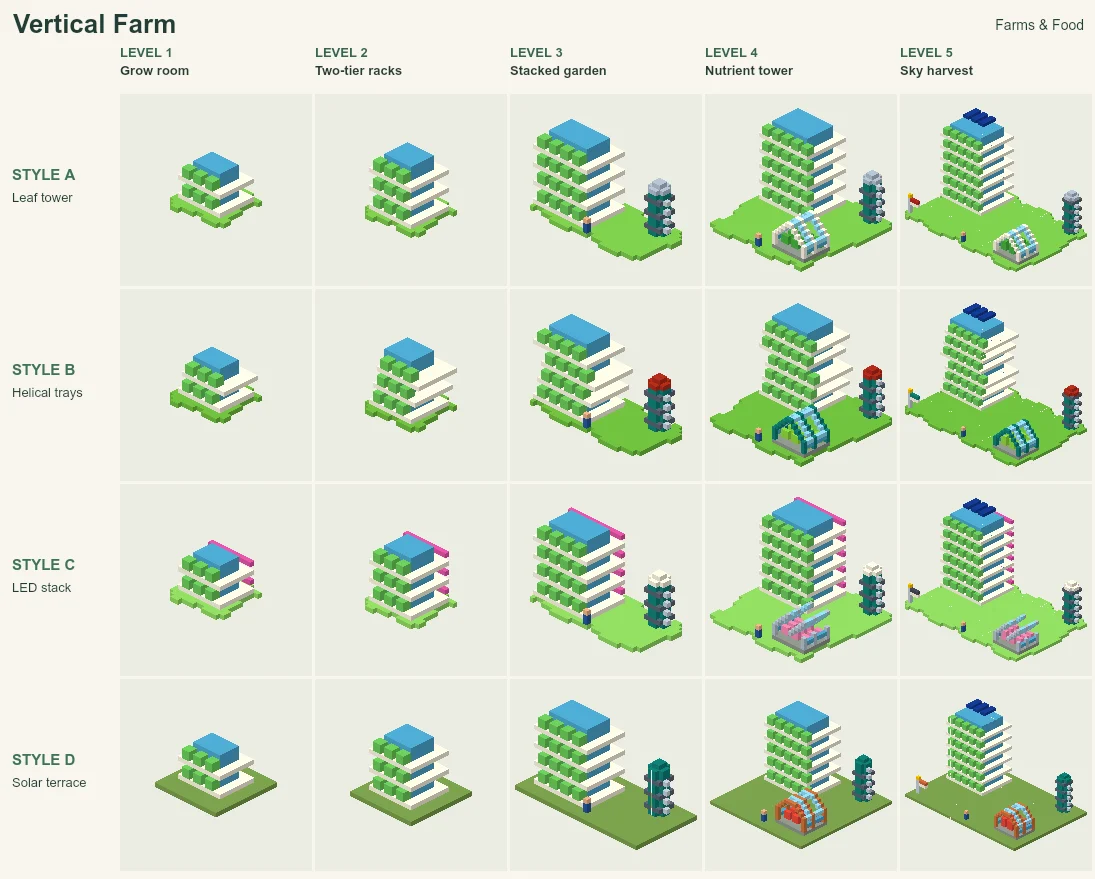 Vertical Farm
Farms & Food
LEVEL 1
Grow room
LEVEL 2
Two-tier racks
LEVEL 3
Stacked garden
LEVEL 4
Nutrient tower
LEVEL 5
Sky harvest
STYLE A
Leaf tower
STYLE B
Helical trays
STYLE C
LED stack
STYLE D
Solar terrace